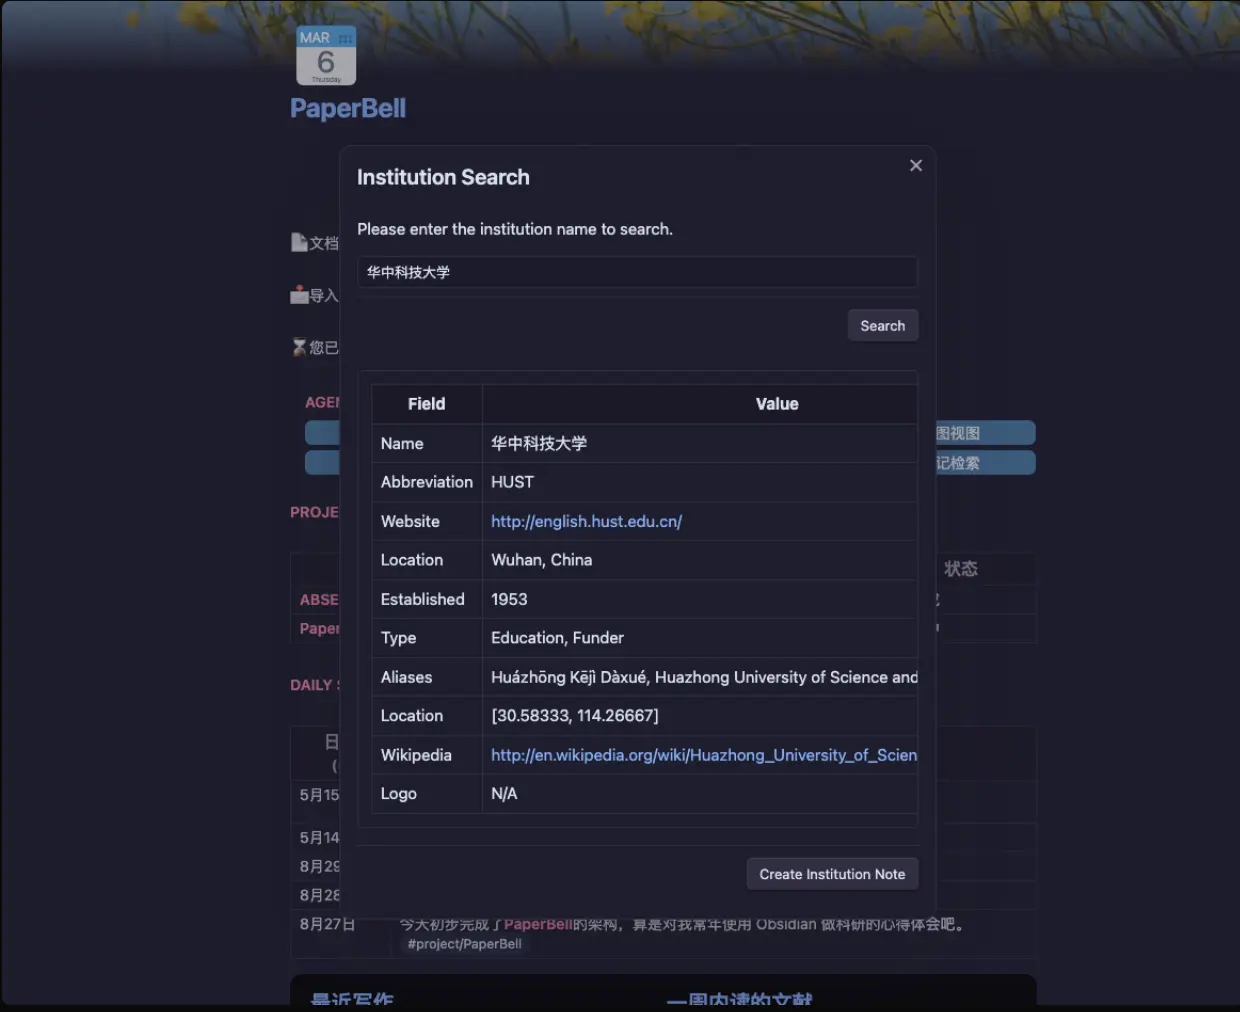 MAR
6
Thursday
PaperBell
Institution Search
Please enter the institution name to search.
文档
华中科技大学
导入
Search
您已
Field Value
AGEN
图视图
Name 华中科技大学
记检索
Abbreviation HUST
PROJE
Website http://english.hust.edu.cn/
Location Wuhan, China
状态
Established 1953
ABSE
Paper
Type Education, Funder
Aliases Huázhōng Kējì Dàxué, Huazhong University of Science and
DAILY
Location [30.58333, 114.26667]
日
Wikipedia http://en.wikipedia.org/wiki/Huazhong_University_of_Scien
Logo N/A
5月15
5月14
8月29
Create Institution Note
8月28
8月27日 今天初步完成了PaperBell的架构，算是对我常年使用 Obsidian 做科研的心得体会吧。
#project/PaperBell
最近写作 一周内读的文献